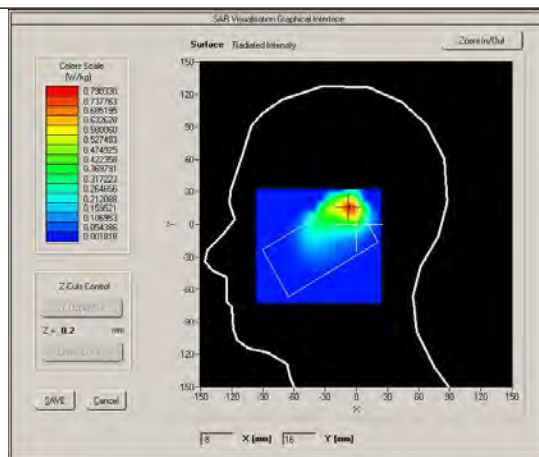 SAR Visualisation Graphical Interface
Surface Radiated Intensity
Zoom In/Out
Colors Scale
(W/kg)
0.790330
0.737763
0.685195
0.632628
0.580060
0.527493
0.474925
0.422358
0.369791
0.317223
0.264656
0.212088
0.159521
0.106953
0.054386
0.001818
Z-Cuts Control
Z = 0.2 mm
SAVE Cancel
150
120
90
60
30
0
-30
-60
-90
-120
-150
Y
-150 -120 -90 -60 -30 0 30 60 90 120 150
X
-8 X (mm) 16 Y (mm)